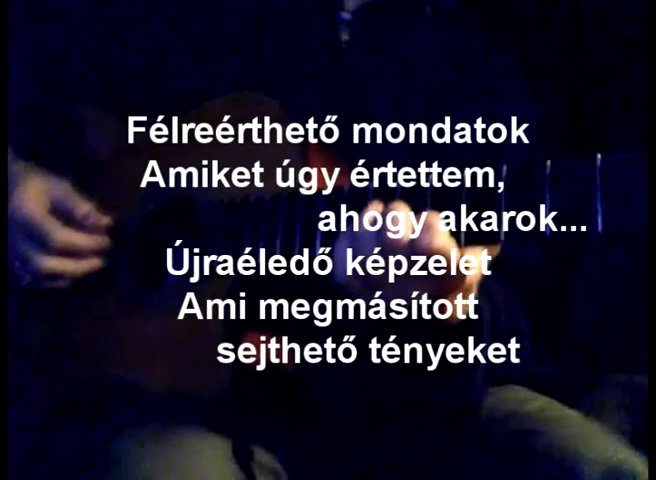 Félreérthető mondatok
Amiket úgy értettem,
ahogy akarok...
Újraéledő képzelet
Ami megmásított
sejthető tényeket